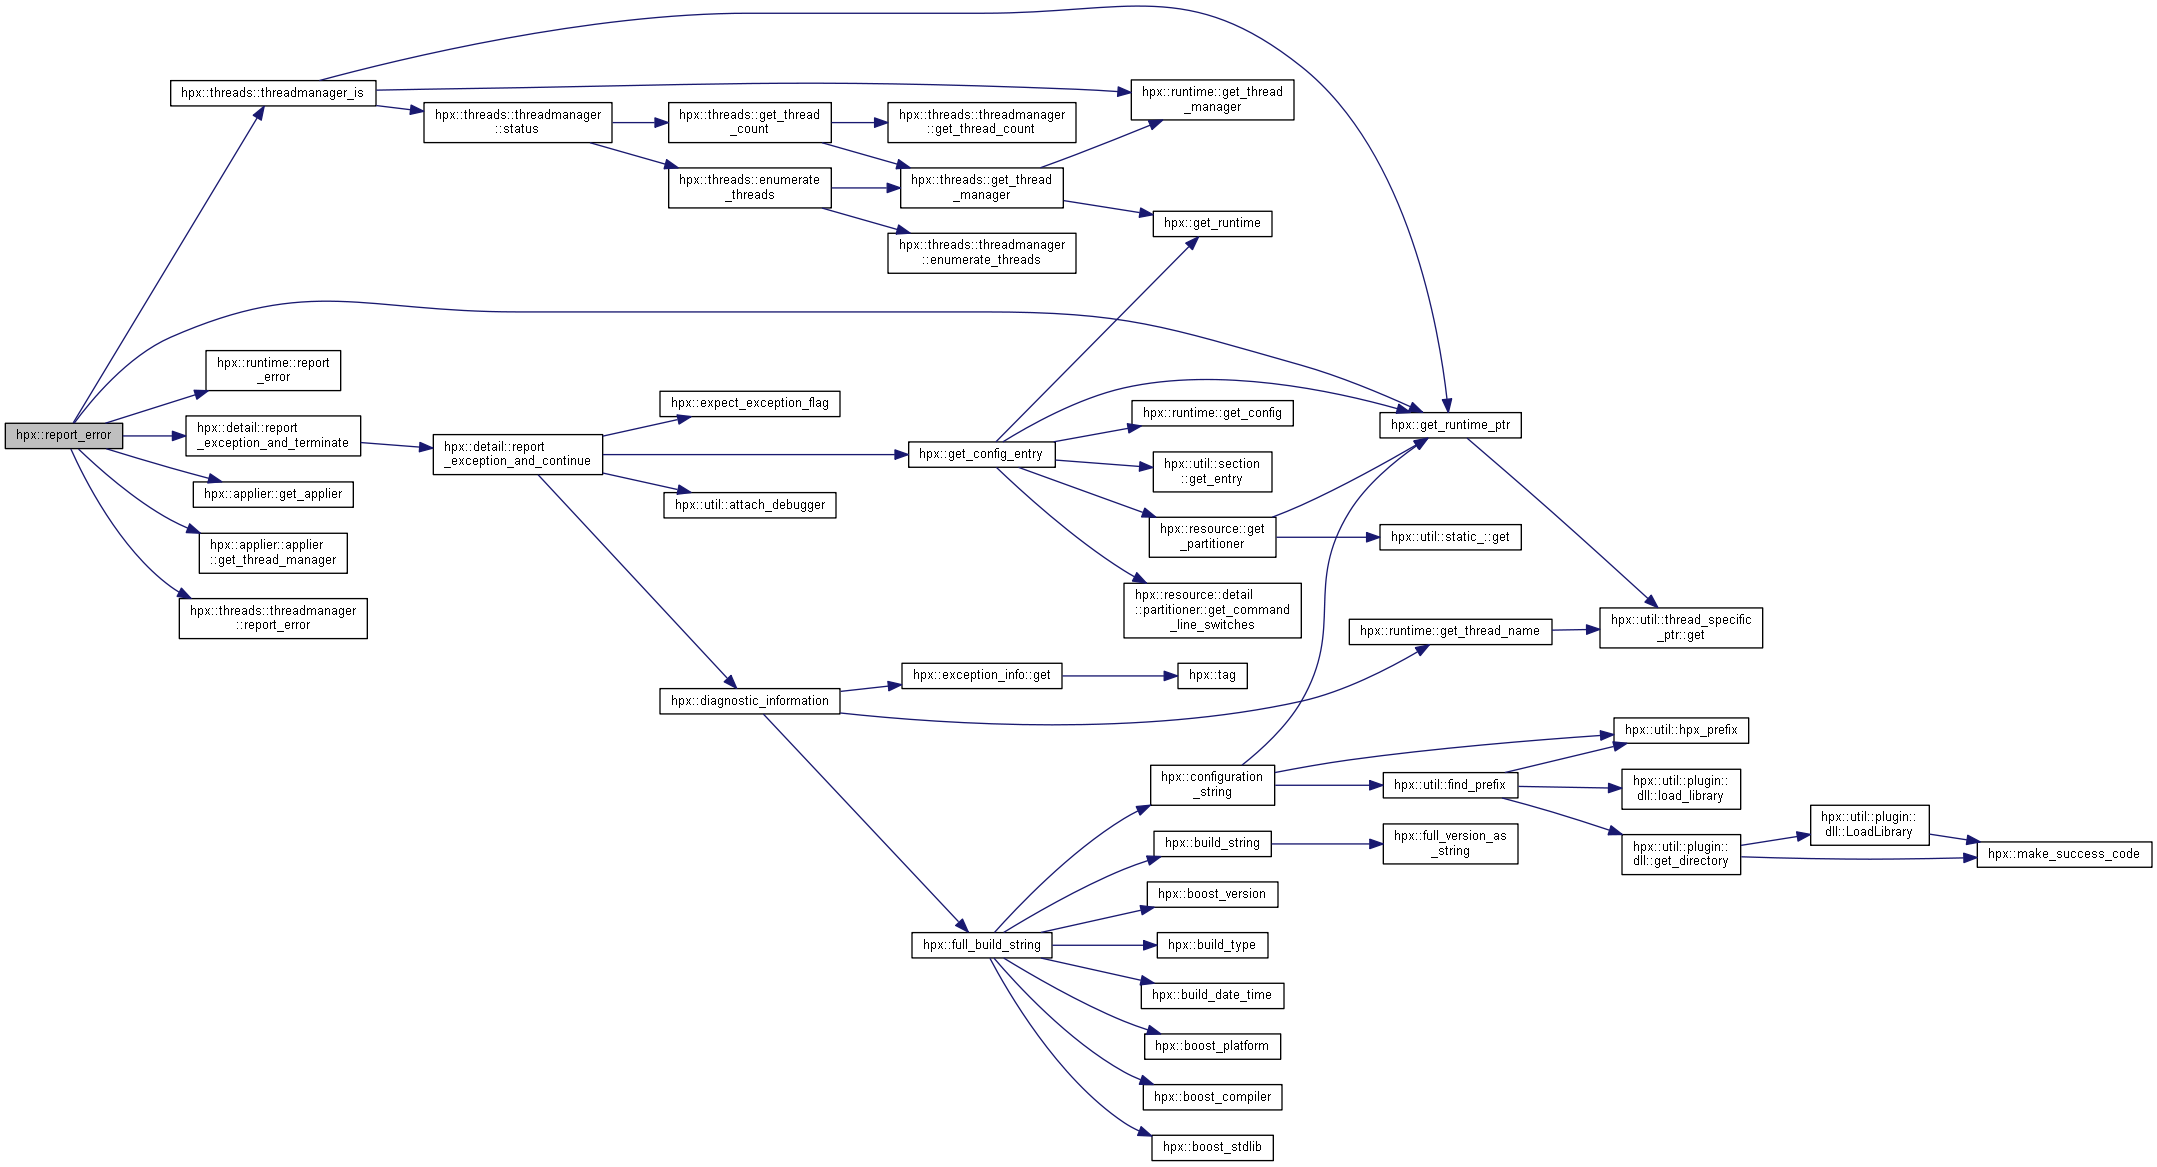 hpx::threads::threadmanager_is
hpx::runtime::get_thread
_manager
hpx::threads::threadmanager
::status
hpx::threads::get_thread
_count
hpx::threads::threadmanager
::get_thread_count
hpx::threads::enumerate
_threads
hpx::threads::get_thread
_manager
hpx::get_runtime
hpx::threads::threadmanager
::enumerate_threads
hpx::runtime::report
_error
hpx::expect_exception_flag
hpx::runtime::get_config
hpx::get_runtime_ptr
hpx::report_error
hpx::detail::report
_exception_and_terminate
hpx::detail::report
_exception_and_continue
hpx::get_config_entry
hpx::util::section
::get_entry
hpx::applier::get_applier
hpx::util::attach_debugger
hpx::resource::get
_partitioner
hpx::util::static_::get
hpx::applier::applier
::get_thread_manager
hpx::resource::detail
::partitioner::get_command
_line_switches
hpx::threads::threadmanager
::report_error
hpx::runtime::get_thread_name
hpx::util::thread_specific
_ptr::get
hpx::exception_info::get
hpx::tag
hpx::diagnostic_information
hpx::util::hpx_prefix
hpx::configuration
_string
hpx::util::find_prefix
hpx::util::plugin::
dll::load_library
hpx::util::plugin::
dll::LoadLibrary
hpx::build_string
hpx::full_version_as
_string
hpx::util::plugin::
dll::get_directory
hpx::make_success_code
hpx::boost_version
hpx::full_build_string
hpx::build_type
hpx::build_date_time
hpx::boost_platform
hpx::boost_compiler
hpx::boost_stdlib